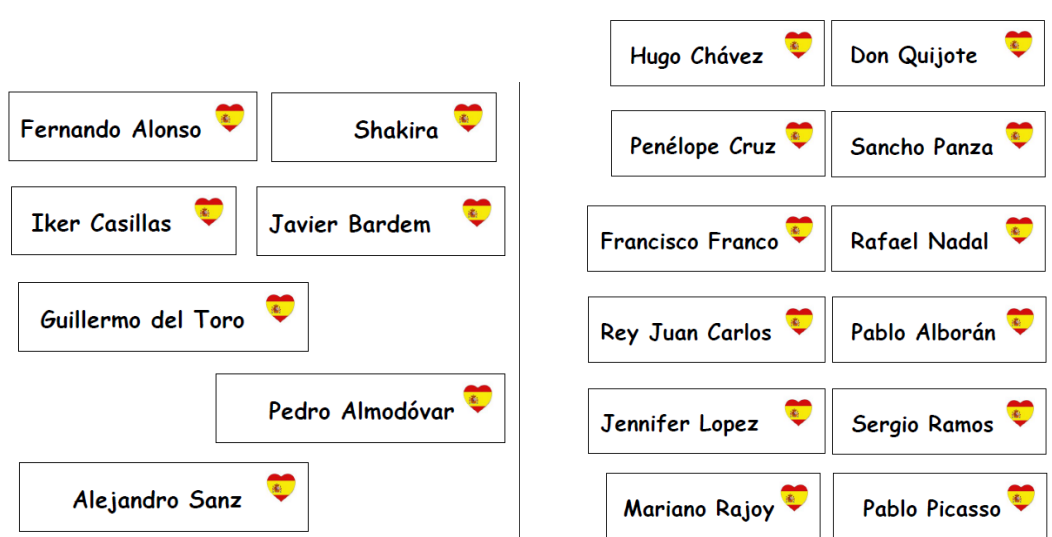 Fernando Alonso
Shakira
Iker Casillas
Javier Bardem
Guillermo del Toro
Pedro Almodóvar
Alejandro Sanz
Hugo Chávez
Don Quijote
Penélope Cruz
Sancho Panza
Francisco Franco
Rafael Nadal
Rey Juan Carlos
Pablo Alborán
Jennifer Lopez
Sergio Ramos
Mariano Rajoy
Pablo Picasso